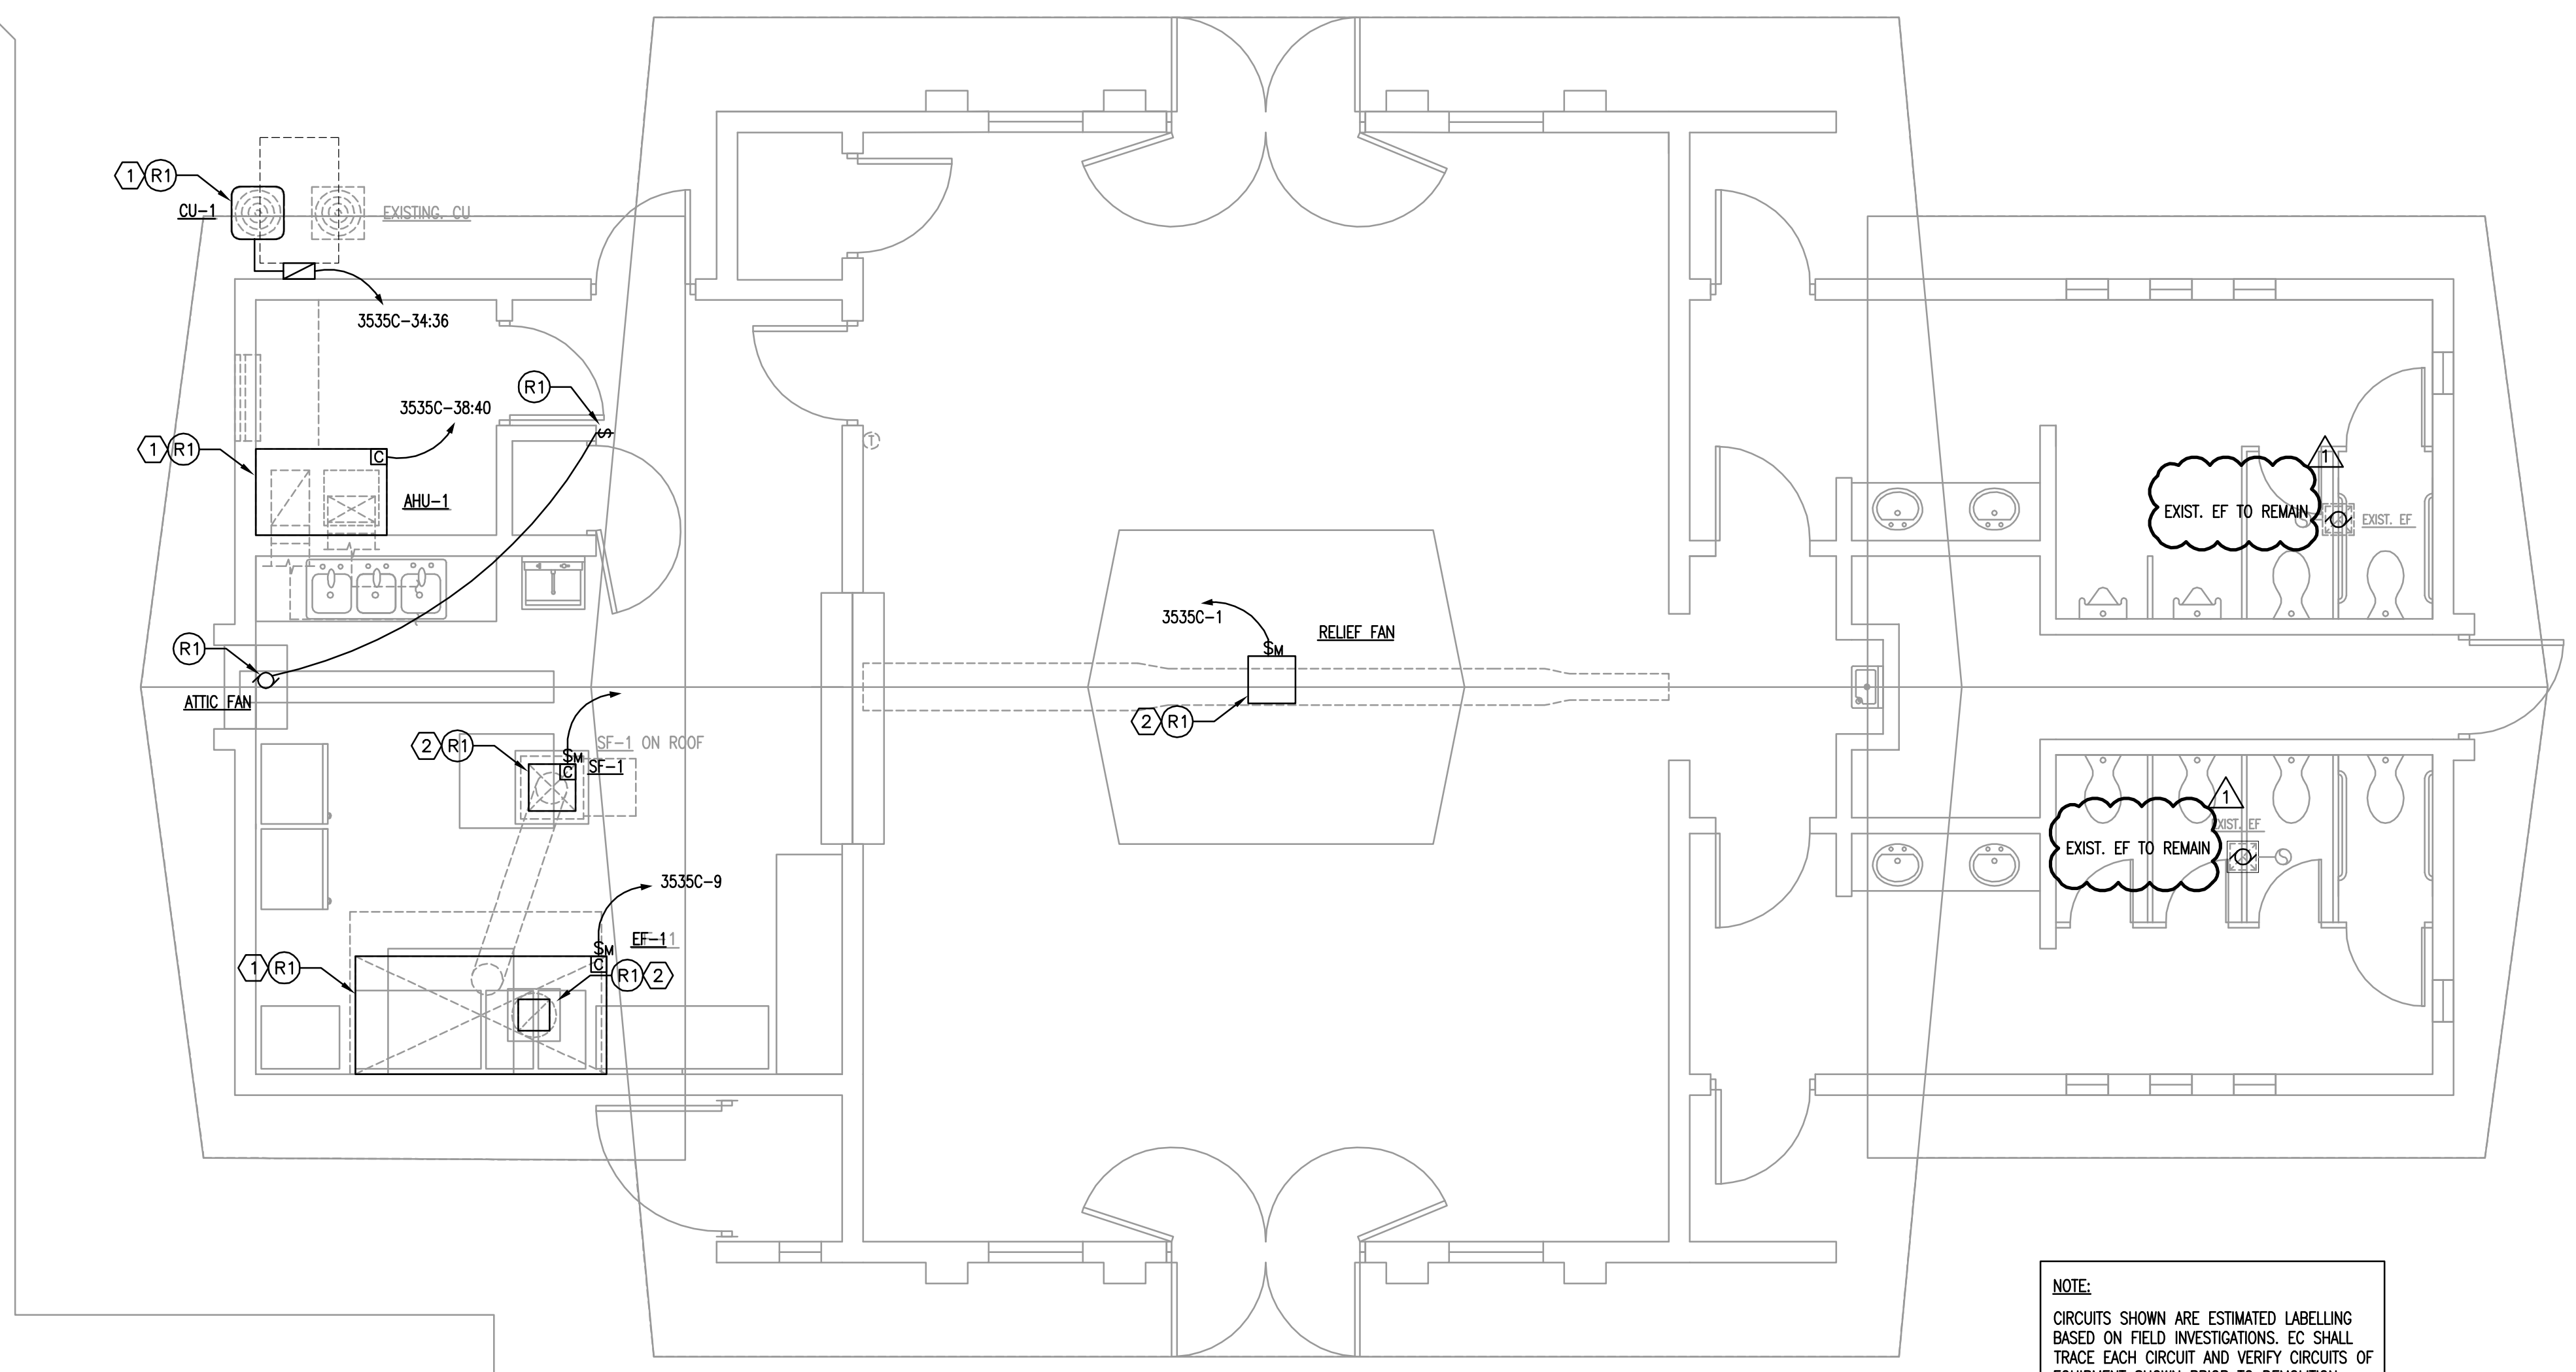 1 R1
CU-1
EXISTING. CU
3535C-34:36
R1
3535C-38:40
1 R1
C
AHU-1
$
T
1
EXIST. EF TO REMAIN
EXIST. EF
3535C-1
RELIEF FAN
$M
2 R1
R1
ATTIC FAN
2 R1
SF-1 ON ROOF
$M
C
SF-1
1
EXIST. EF TO REMAIN
EXIST. EF
3535C-9
$M
EF-1
C
1 R1
R1 2
NOTE:
CIRCUITS SHOWN ARE ESTIMATED LABELLING
BASED ON FIELD INVESTIGATIONS. EC SHALL
TRACE EACH CIRCUIT AND VERIFY CIRCUITS OF